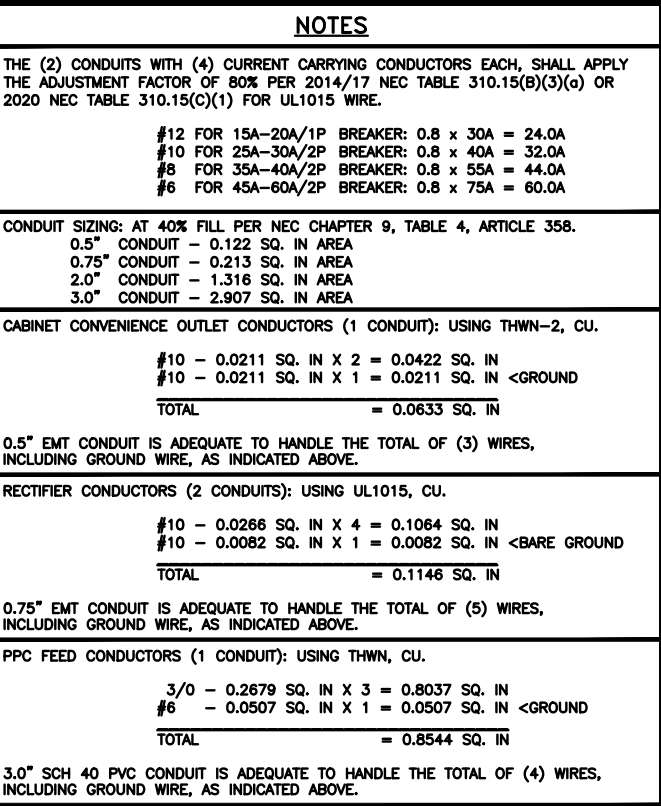 NOTES
THE (2) CONDUITS WITH (4) CURRENT CARRYING CONDUCTORS EACH, SHALL APPLY
THE ADJUSTMENT FACTOR OF 80% PER 2014/17 NEC TABLE 310.15(B)(3)(a) OR
2020 NEC TABLE 310.15(C)(1) FOR UL1015 WIRE.
#12 FOR 15A-20A/1P BREAKER: 0.8 x 30A = 24.0A
#10 FOR 25A-30A/2P BREAKER: 0.8 x 40A = 32.0A
#8 FOR 35A-40A/2P BREAKER: 0.8 x 55A = 44.0A
#6 FOR 45A-60A/2P BREAKER: 0.8 x 75A = 60.0A
CONDUIT SIZING: AT 40% FILL PER NEC CHAPTER 9, TABLE 4, ARTICLE 358.
0.5" CONDUIT - 0.122 SQ. IN AREA
0.75" CONDUIT - 0.213 SQ. IN AREA
2.0" CONDUIT - 1.316 SQ. IN AREA
3.0" CONDUIT - 2.907 SQ. IN AREA
CABINET CONVENIENCE OUTLET CONDUCTORS (1 CONDUIT): USING THWN-2, CU.
#10 - 0.0211 SQ. IN X 2 = 0.0422 SQ. IN
#10 - 0.0211 SQ. IN X 1 = 0.0211 SQ. IN <GROUND
TOTAL = 0.0633 SQ. IN
0.5" EMT CONDUIT IS ADEQUATE TO HANDLE THE TOTAL OF (3) WIRES,
INCLUDING GROUND WIRE, AS INDICATED ABOVE.
RECTIFIER CONDUCTORS (2 CONDUITS): USING UL1015, CU.
#10 - 0.0266 SQ. IN X 4 = 0.1064 SQ. IN
#10 - 0.0082 SQ. IN X 1 = 0.0082 SQ. IN <BARE GROUND
TOTAL = 0.1146 SQ. IN
0.75" EMT CONDUIT IS ADEQUATE TO HANDLE THE TOTAL OF (5) WIRES,
INCLUDING GROUND WIRE, AS INDICATED ABOVE.
PPC FEED CONDUCTORS (1 CONDUIT): USING THWN, CU.
3/0 - 0.2679 SQ. IN X 3 = 0.8037 SQ. IN
#6 - 0.0507 SQ. IN X 1 = 0.0507 SQ. IN <GROUND
TOTAL = 0.8544 SQ. IN
3.0" SCH 40 PVC CONDUIT IS ADEQUATE TO HANDLE THE TOTAL OF (4) WIRES,
INCLUDING GROUND WIRE, AS INDICATED ABOVE.